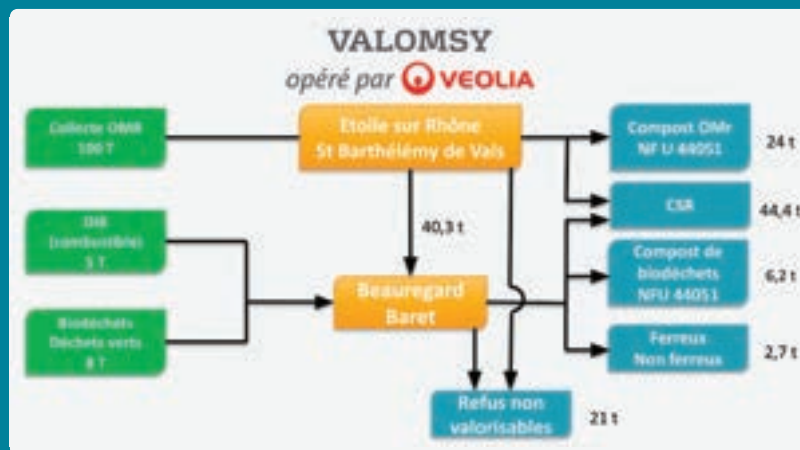 VALOMSY
opéré par VEOLIA
Collecte OMR
100 T
Etoile sur Rhône
St Barthélémy de Vals
Compost OMr
NF U 44051
24 t
CSR
44,4 t
40,3 t
DIB
(combustible)
5 T
Compost de
biodéchets
NFU 44051
6,2 t
Beauregard
Baret
Biodéchets
Déchets verts
8 T
Ferreux
Non ferreux
2,7 t
Refus non
valorisables
21 t